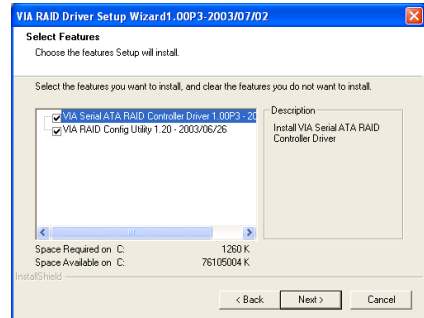 VIA RAID Driver Setup Wizard1.00P3-2003/07/02
Select Features
Choose the features Setup will install.
Select the features you want to install, and clear the features you do not want to install.
VIA Serial ATA RAID Controller Driver 1.00P3 - 20
VIA RAID Config Utility 1.20 - 2003/06/26
Description
Install VIA Serial ATA RAID
Controller Driver
Space Required on C: 1260 K
Space Available on C: 76105004 K
InstallShield
< Back
Next >
Cancel